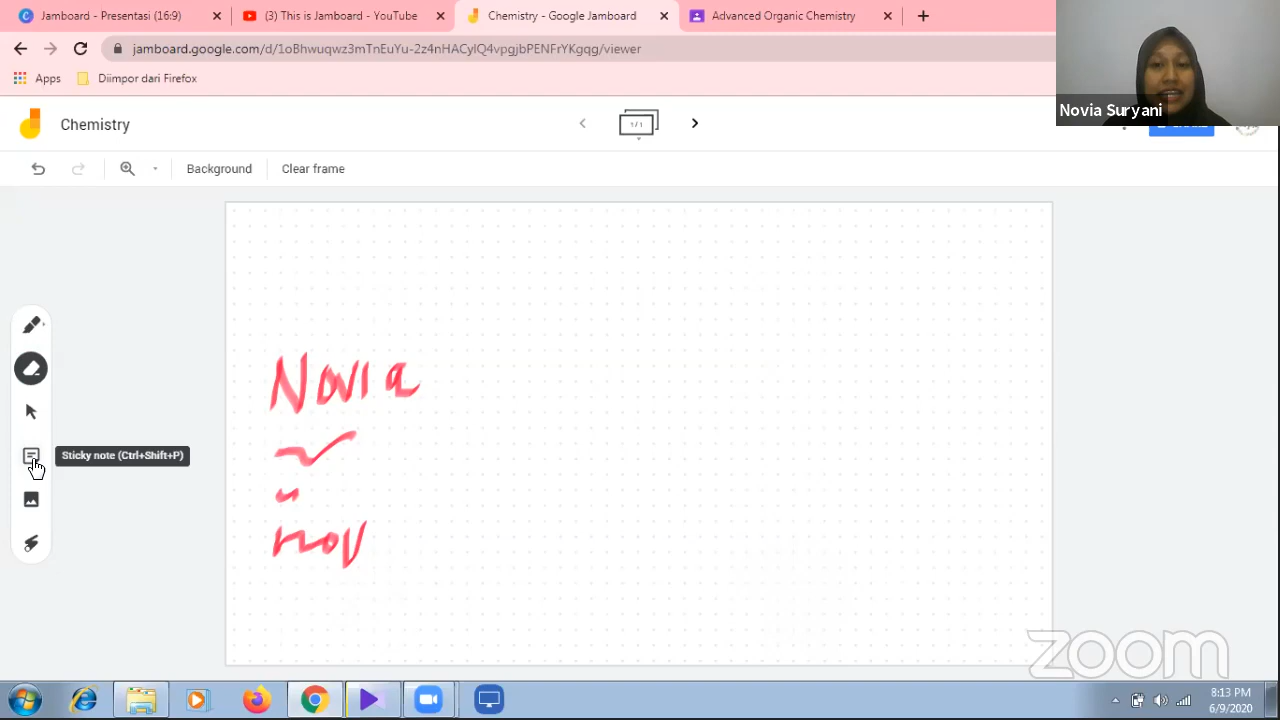 Jamboard - Presentasi (16:9)
(3) This is Jamboard - YouTube
Chemistry - Google Jamboard
Advanced Organic Chemistry
jamboard.google.com/d/1oBhwuqwz3mTnEuYu-2z4nHACylQ4vpgjbPENFrYKgqg/viewer
Apps
Diimpor dari Firefox
Novia Suryani
Chemistry
1/1
Background
Clear frame
Novia
Sticky note (Ctrl+Shift+P)
nov
zoom
8:13 PM
6/9/2020